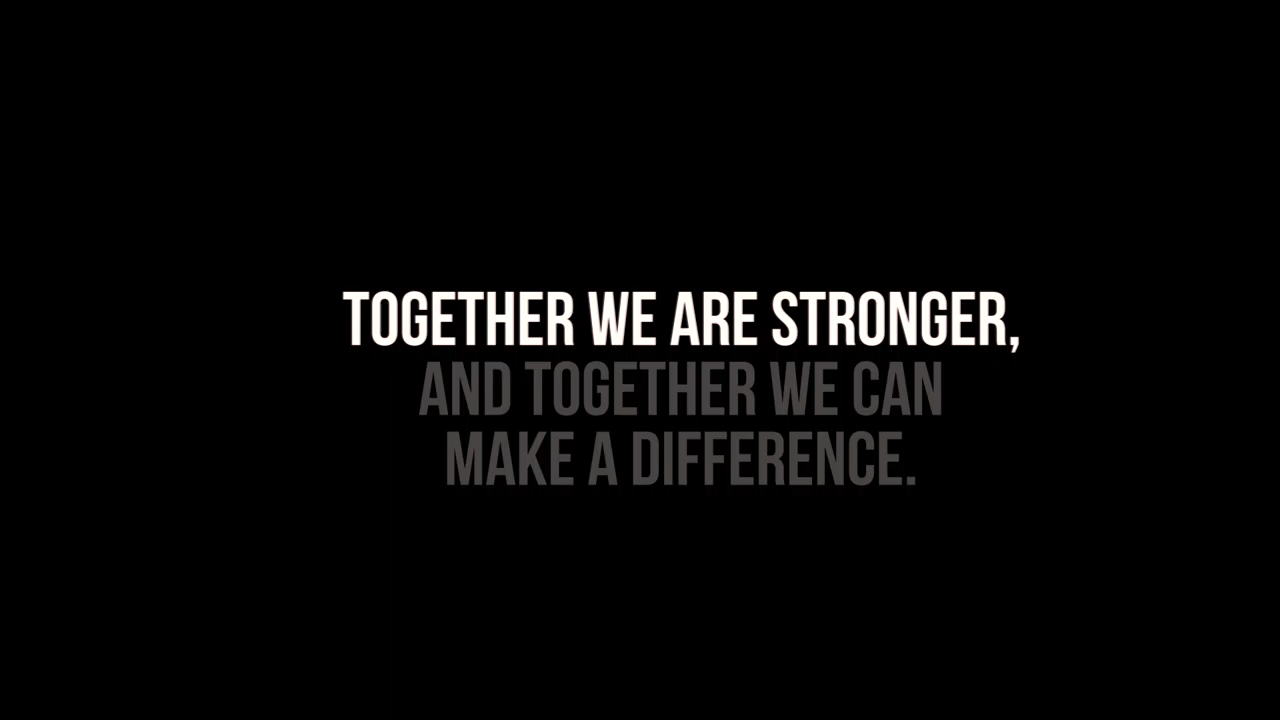 TOGETHER WE ARE STRONGER,
AND TOGETHER WE CAN
MAKE A DIFFERENCE.